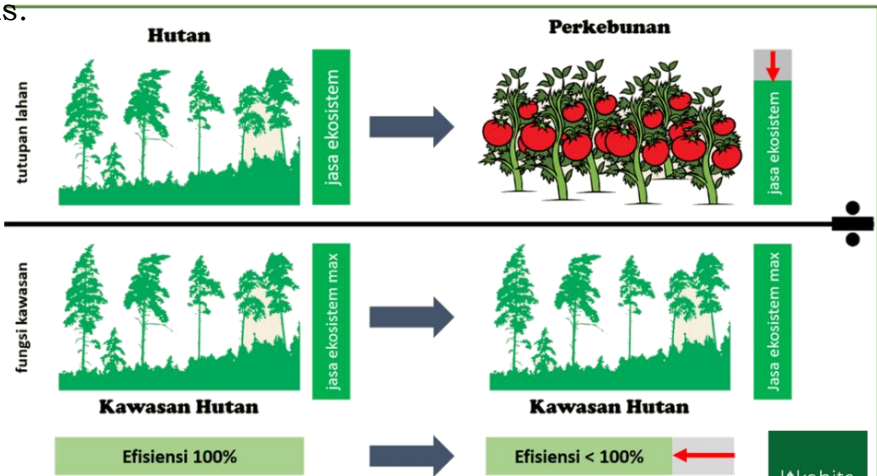 Hutan
Perkebunan
tutupan lahan
jasa ekosistem
jasa ekosistem
fungsi kawasan
jasa ekosistem max
Jasa ekosistem max
Kawasan Hutan
Kawasan Hutan
Efisiensi 100%
Efisiensi < 100%